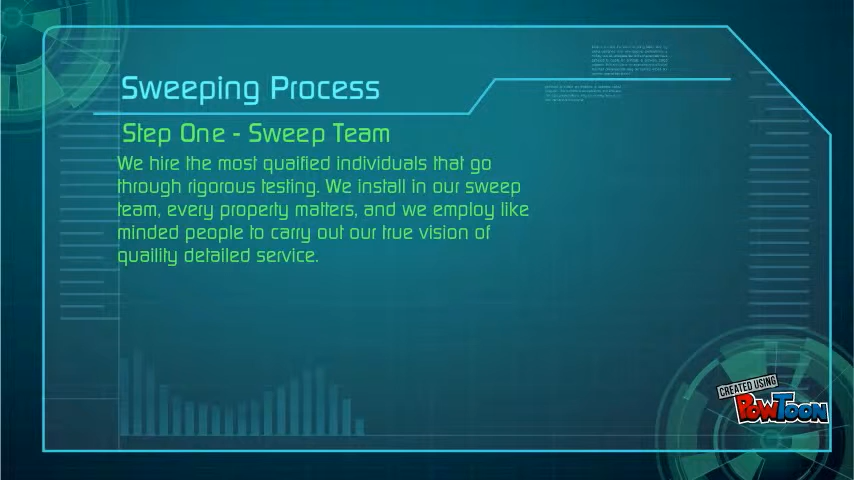 Sweeping Process
Step One - Sweep Team
We hire the most quaified individuals that go
through rigorous testing. We install in our sweep
team, every property matters, and we employ like
minded people to carry out our true vision of
quaility detailed service.
CREATED USING
POWTOON